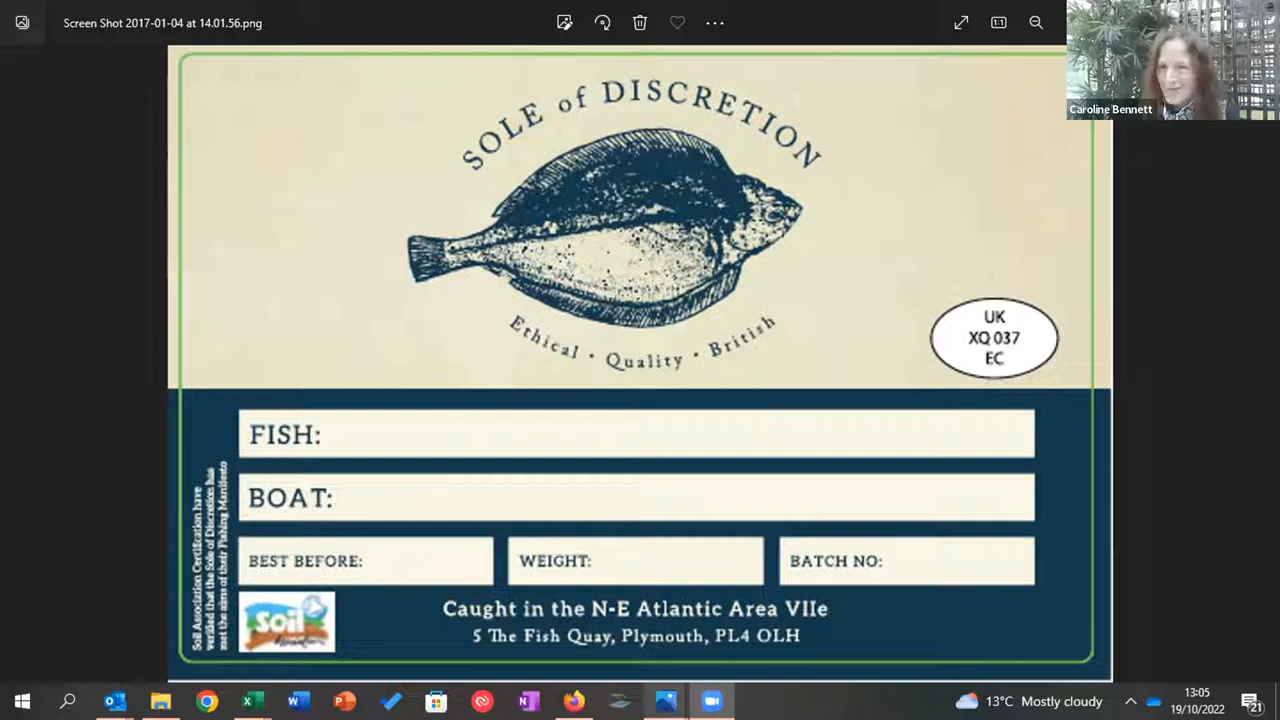 Screen Shot 2017-01-04 at 14.01.56.png
Caroline Bennett
SOLE of DISCRETION
Ethical • Quality • British
UK
XQ 037
EC
FISH:
BOAT:
BEST BEFORE:
WEIGHT:
BATCH NO:
Soil Association Certifcation have
verified that the Sole of Discretion has
met the aims of their Fishing Manifesto
soil
Caught in the N-E Atlantic Area VIIe
5 The Fish Quay, Plymouth, PL4 OLH
13°C Mostly cloudy
13:05
19/10/2022
21